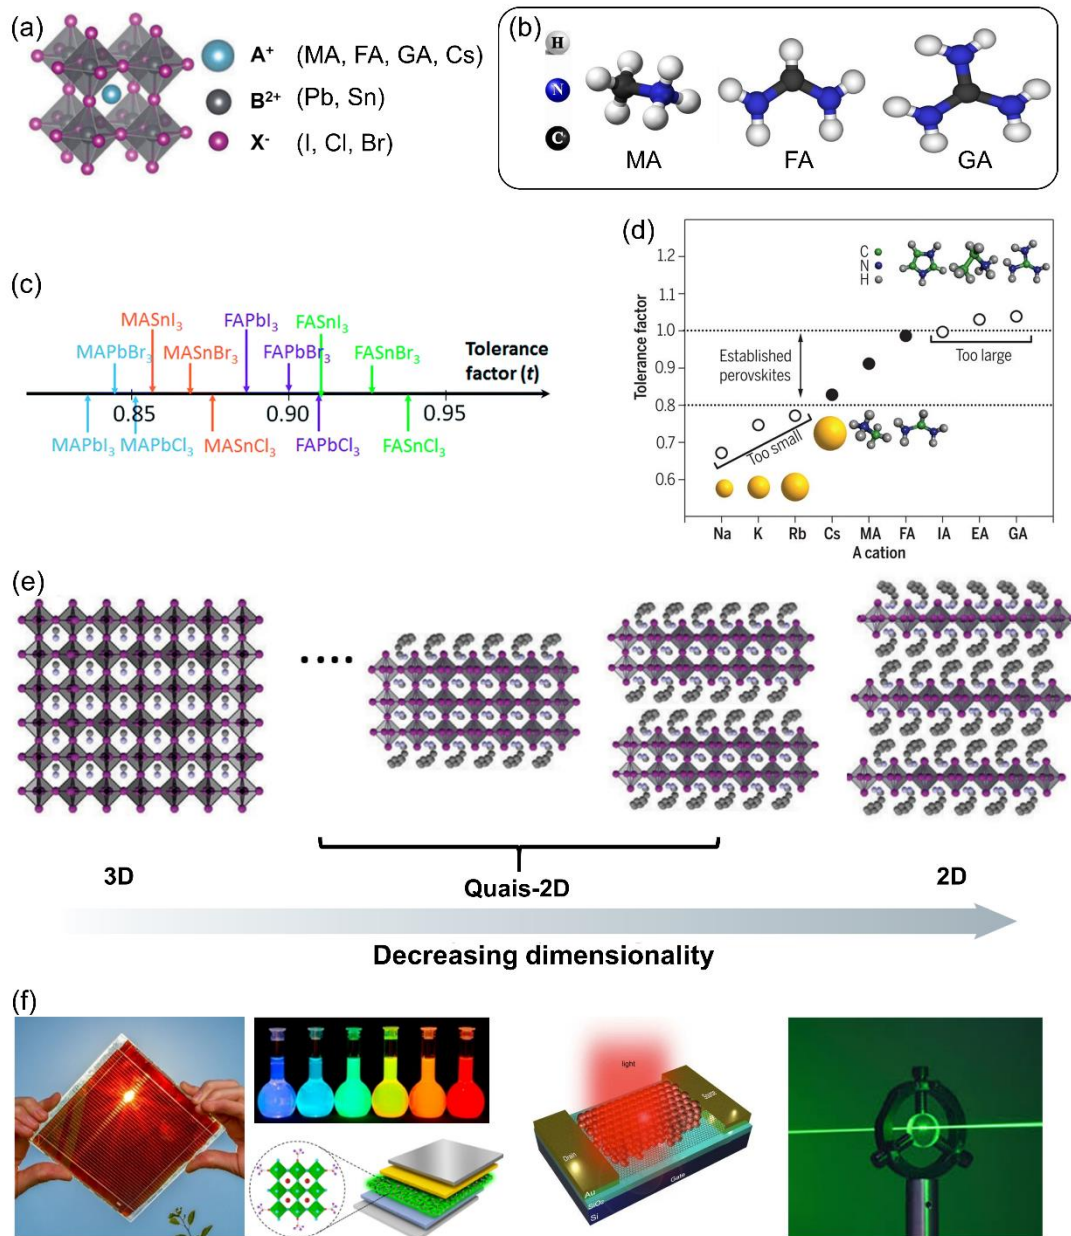 (a)
A⁺ (MA, FA, GA, Cs)
B²⁺ (Pb, Sn)
X⁻ (I, Cl, Br)
(b)
H
N
C
MA
FA
GA
(c)
MASnI₃
FAPbI₃
FASnI₃
MAPbBr₃
MASnBr₃
FAPbBr₃
FASnBr₃
Tolerance
factor (t)
0.85
0.90
0.95
MAPbI₃
MAPbCl₃
MASnCl₃
FAPbCl₃
FASnCl₃
(d)
Tolerance factor
1.2
1.1
1.0
0.9
0.8
0.7
0.6
C
N
H
Established
perovskites
Too large
Too small
Na
K
Rb
Cs
MA
FA
IA
EA
GA
A cation
(e)
3D
Quais-2D
2D
Decreasing dimensionality
(f)
light
Source
Drain
Gate
Au
SiO₂
Si